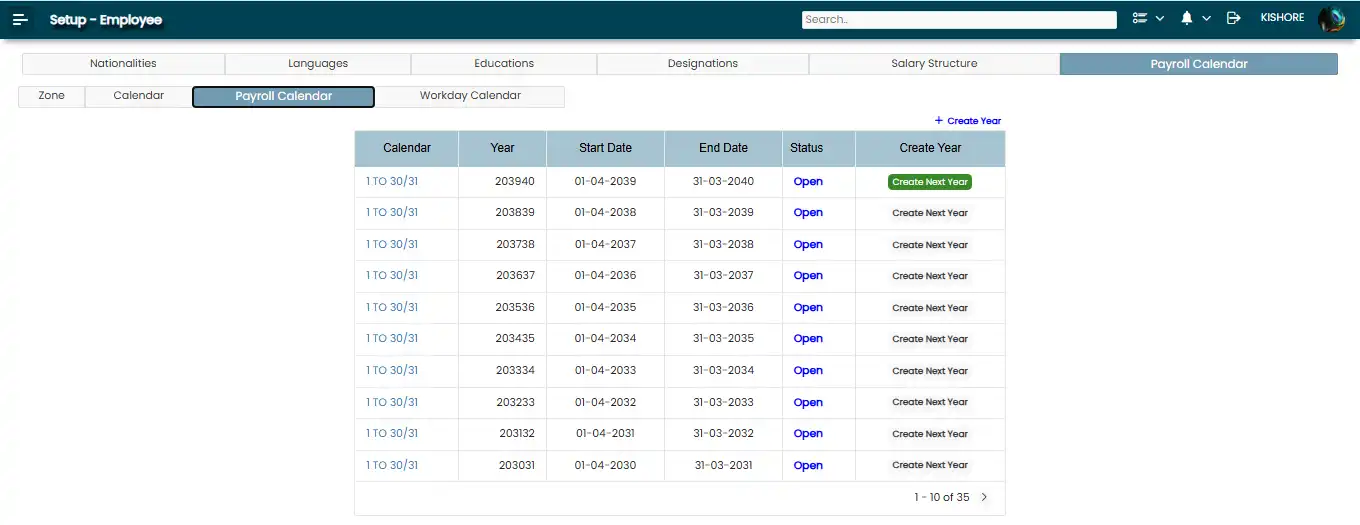 Setup - Employee Search.. KISHORE
Nationalities Languages Educations Designations Salary Structure Payroll Calendar
Zone Calendar Payroll Calendar Workday Calendar
+ Create Year
Calendar Year Start Date End Date Status Create Year
1 TO 30/31 203940 01-04-2039 31-03-2040 Open Create Next Year
1 TO 30/31 203839 01-04-2038 31-03-2039 Open Create Next Year
1 TO 30/31 203738 01-04-2037 31-03-2038 Open Create Next Year
1 TO 30/31 203637 01-04-2036 31-03-2037 Open Create Next Year
1 TO 30/31 203536 01-04-2035 31-03-2036 Open Create Next Year
1 TO 30/31 203435 01-04-2034 31-03-2035 Open Create Next Year
1 TO 30/31 203334 01-04-2033 31-03-2034 Open Create Next Year
1 TO 30/31 203233 01-04-2032 31-03-2033 Open Create Next Year
1 TO 30/31 203132 01-04-2031 31-03-2032 Open Create Next Year
1 TO 30/31 203031 01-04-2030 31-03-2031 Open Create Next Year
1 - 10 of 35 >